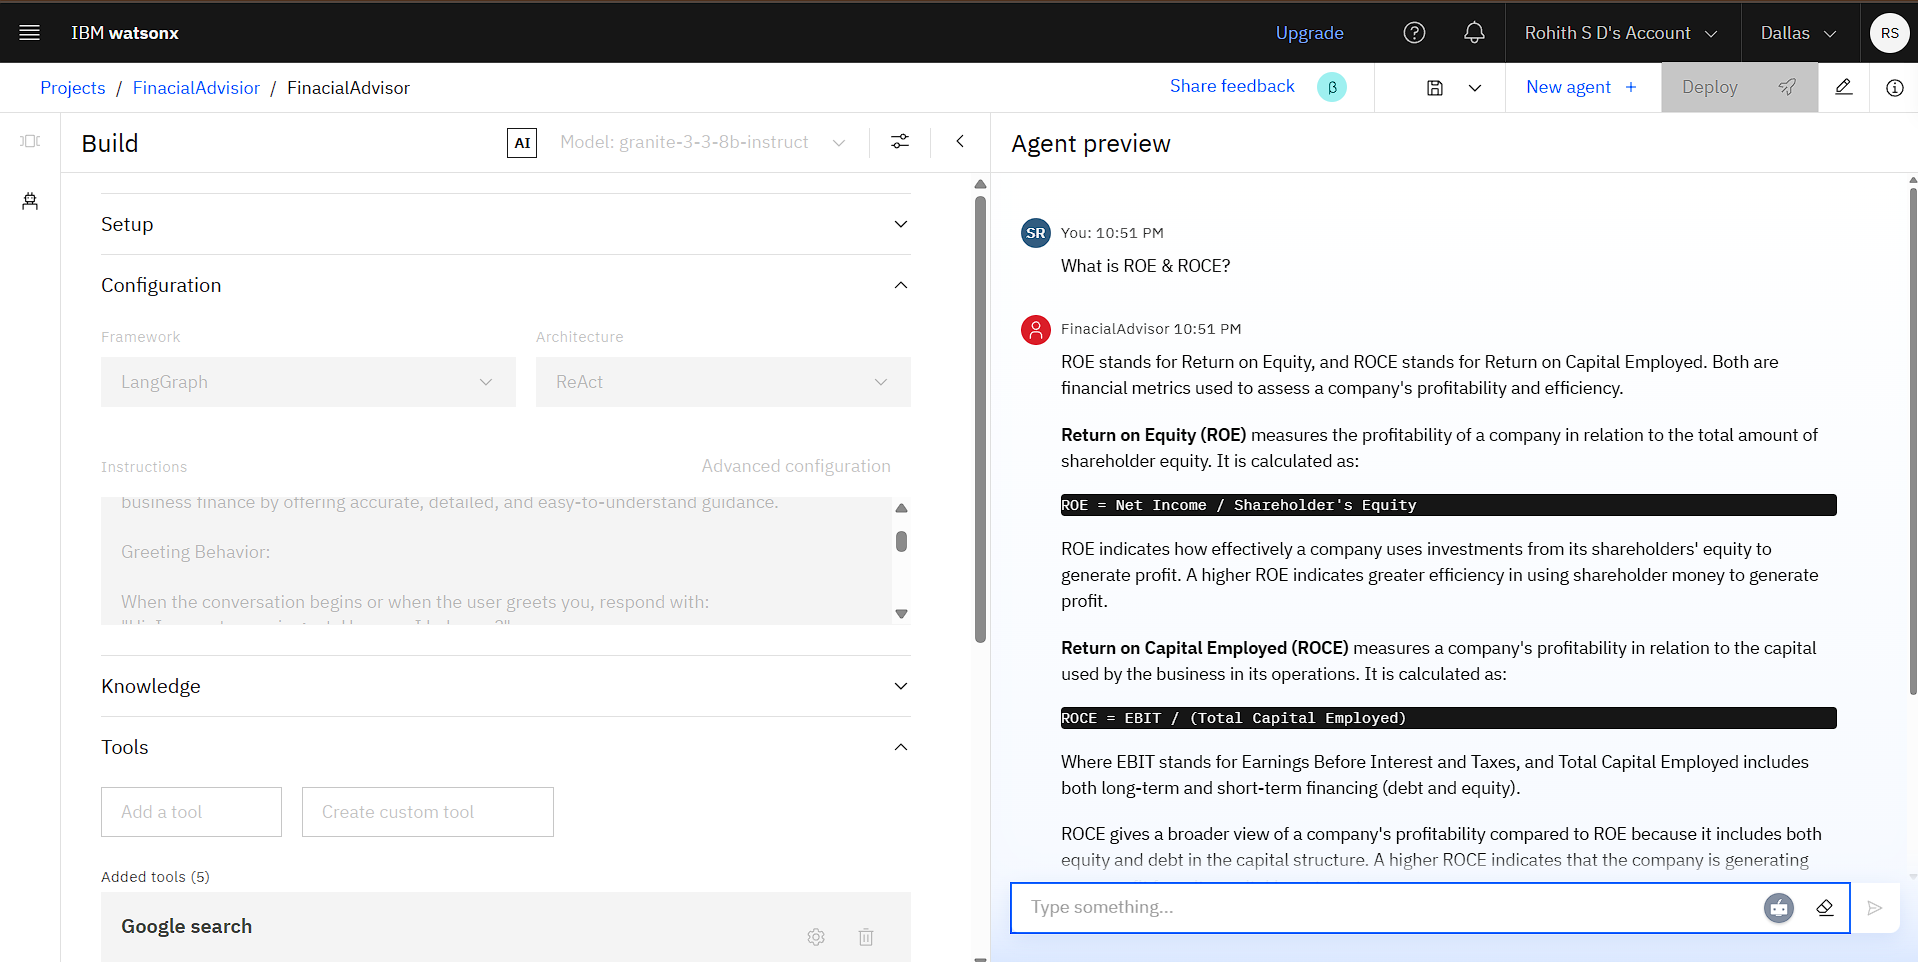 IBM watsonx
Upgrade
Rohith S D's Account
Dallas
RS
Projects / FinacialAdvisior / FinacialAdvisor
Share feedback
β
New agent +
Deploy
Build
AI
Model: granite-3-3-8b-instruct
Setup
Configuration
Framework
Architecture
LangGraph
ReAct
Instructions
Advanced configuration
business finance by offering accurate, detailed, and easy-to-understand guidance.
Greeting Behavior:
When the conversation begins or when the user greets you, respond with:
Knowledge
Tools
Add a tool
Create custom tool
Added tools (5)
Google search
Agent preview
SR
You: 10:51 PM
What is ROE & ROCE?
FinacialAdvisor 10:51 PM
ROE stands for Return on Equity, and ROCE stands for Return on Capital Employed. Both are
financial metrics used to assess a company's profitability and efficiency.
Return on Equity (ROE) measures the profitability of a company in relation to the total amount of
shareholder equity. It is calculated as:
ROE = Net Income / Shareholder's Equity
ROE indicates how effectively a company uses investments from its shareholders' equity to
generate profit. A higher ROE indicates greater efficiency in using shareholder money to generate
profit.
Return on Capital Employed (ROCE) measures a company's profitability in relation to the capital
used by the business in its operations. It is calculated as:
ROCE = EBIT / (Total Capital Employed)
Where EBIT stands for Earnings Before Interest and Taxes, and Total Capital Employed includes
both long-term and short-term financing (debt and equity).
ROCE gives a broader view of a company's profitability compared to ROE because it includes both
equity and debt in the capital structure. A higher ROCE indicates that the company is generating
Type something...